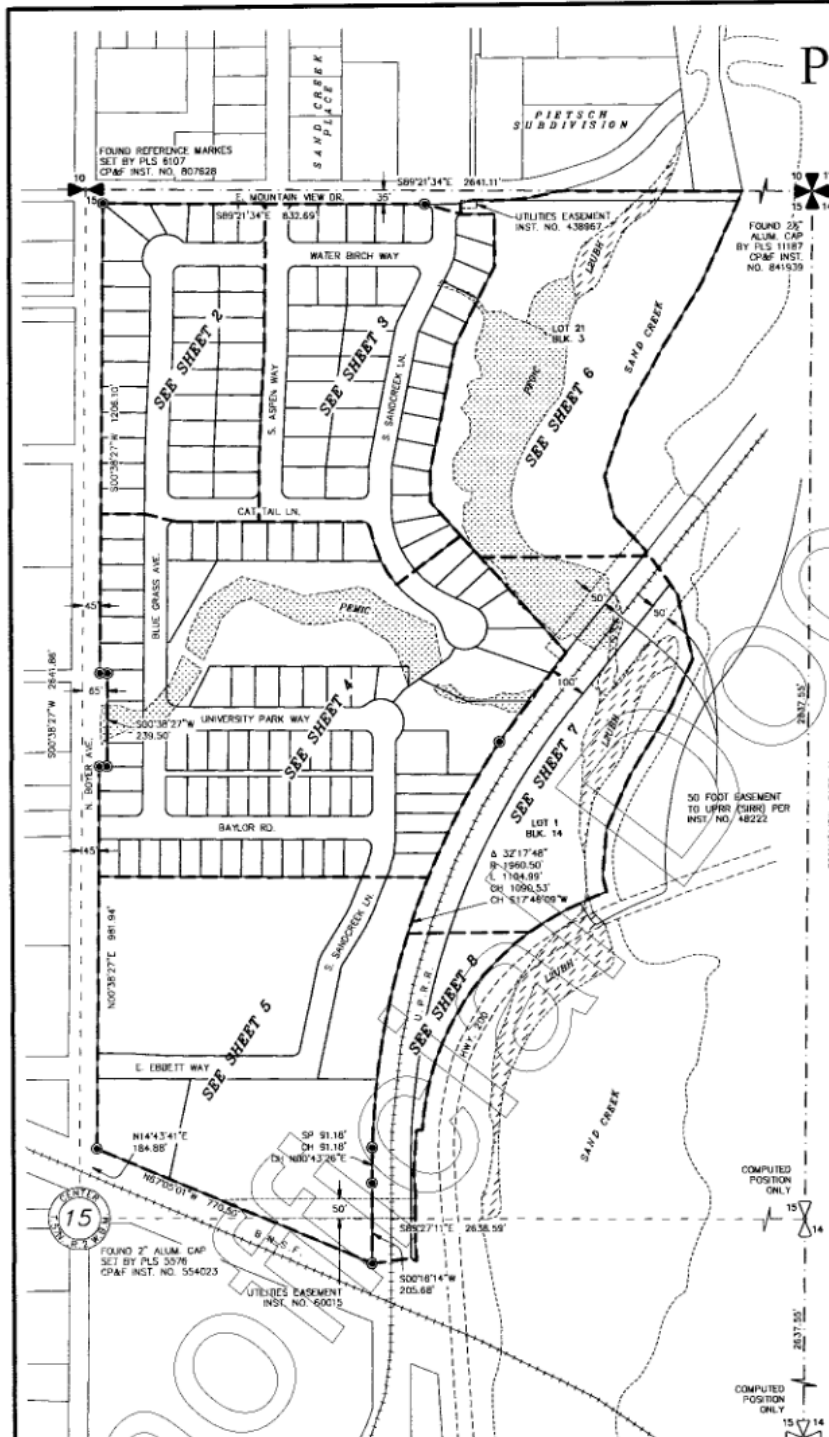 P
SAND CREEK
PLACE
PIETSCH
SUBDIVISION
FOUND REFERENCE MARKES
SET BY PLS 6107
CP&F INST. NO. 807628
10
15
S89°21'34"E 2641.11'
E. MOUNTAIN VIEW DR.
35'
S89°21'34"E 832.69'
UTILITIES EASEMENT
INST. NO. 438967
10
15
FOUND 2½"
ALUM. CAP
BY PLS 11187
CP&F INST.
NO. 841939
WATER BIRCH WAY
L2UBH
LOT 21
BLK. 3
SAND CREEK
SEE SHEET 2
SEE SHEET 3
S. SANDCREEK LN.
S. ASPEN WAY
SEE SHEET 6
S00°38'27"W 1206.10'
CAT TAIL LN.
BLUE GRASS AVE.
45'
PEMIC
50'
50'
100'
S00°38'27"W 2641.86'
65'
S00°38'27"W
239.50'
UNIVERSITY PARK WAY
SEE SHEET 4
N. BOYER AVE.
SEE SHEET 7
L2UBH
2637.55'
50 FOOT EASEMENT
TO UPRR (SIRR) PER
INST. NO. 48222
BAYLOR RD.
45'
LOT 1
BLK. 14
Δ 32°17'48"
R 1960.50'
L 1104.99'
CH 1090.53'
CH S17°46'09"W
N00°38'27"E 981.94'
S. SANDCREEK LN.
U.P.R.R.
SEE SHEET 8
L2UBH
HWY. 200
SEE SHEET 5
E. EBBETT WAY
SAND CREEK
N14°43'41"E
184.88'
SP 91.18'
CH 91.18'
CH N00°43'26"E
N67°05'01"W 770.50'
50'
COMPUTED
POSITION
ONLY
15
14
CENTER
15
S89°27'11"E 2638.59'
B.N.S.F.
FOUND 2" ALUM. CAP
SET BY PLS 5576
CP&F INST. NO. 554023
UTILITIES EASEMENT
INST. NO. 60015
S00°18'14"W
205.68'
2637.55'
COMPUTED
POSITION
ONLY
15
14